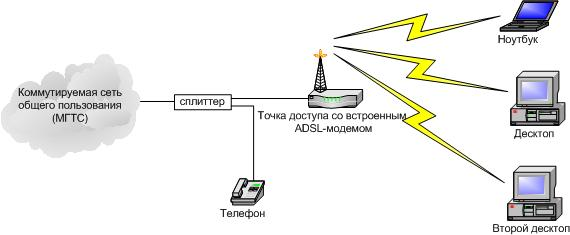 Ноутбук
Коммутируемая сеть
общего пользования
(МГТС)
сплиттер
Точка доступа со встроенным
ADSL-модемом
Десктоп
Телефон
Второй десктоп